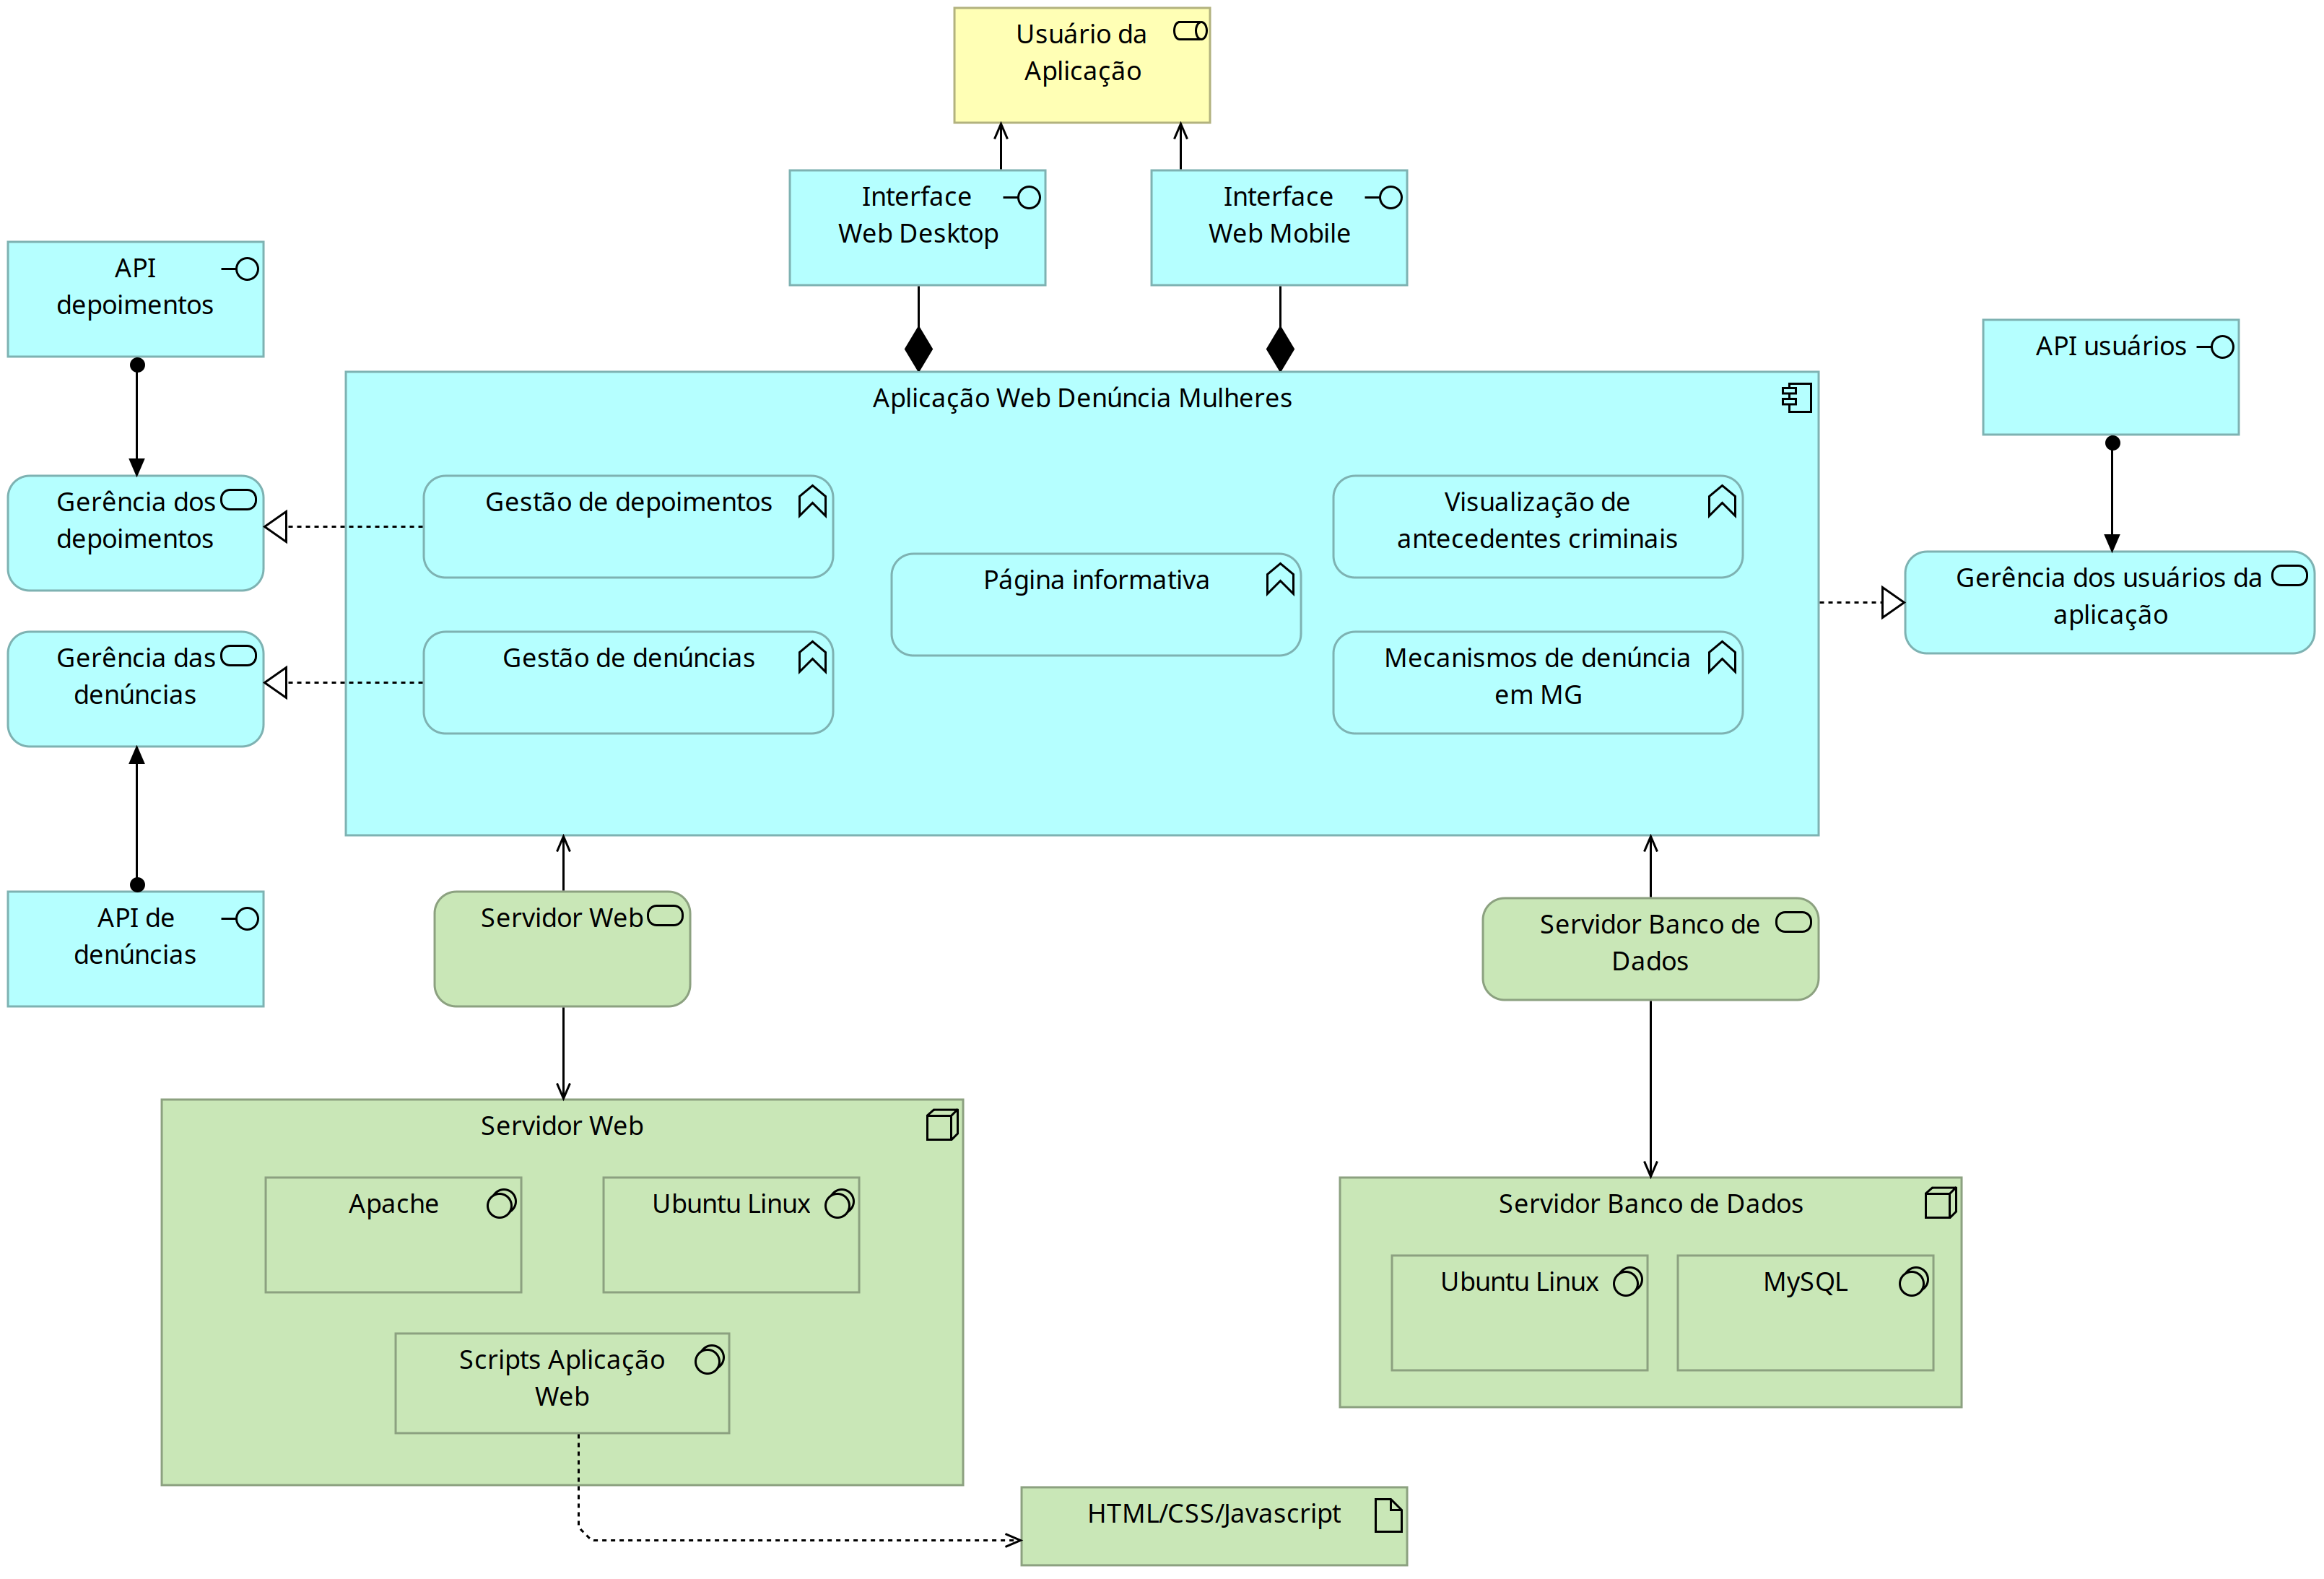 Usuário da
Aplicação
Interface
Web Desktop
Interface
Web Mobile
API
depoimentos
API usuários
Aplicação Web Denúncia Mulheres
Gerência dos
depoimentos
Gestão de depoimentos
Visualização de
antecedentes criminais
Página informativa
Gerência dos usuários da
aplicação
Gerência das
denúncias
Gestão de denúncias
Mecanismos de denúncia
em MG
API de
denúncias
Servidor Web
Servidor Banco de
Dados
Servidor Web
Apache
Ubuntu Linux
Scripts Aplicação
Web
Servidor Banco de Dados
Ubuntu Linux
MySQL
HTML/CSS/Javascript